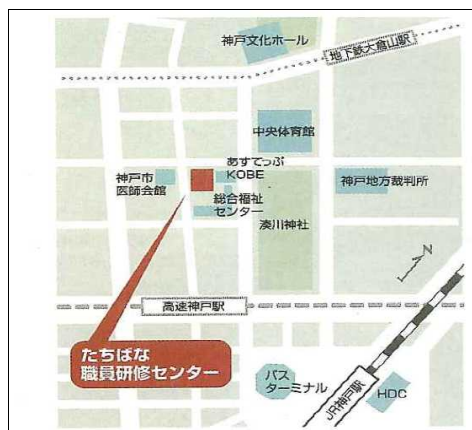 神戸文化ホール
地下鉄大倉山駅
中央体育館
あすてっぷ
KOBE
神戸市
医師会館
総合福祉
センター
湊川神社
神戸地方裁判所
N
高速神戸駅
たちばな
職員研修センター
バス
ターミナル
JR神戸駅
HDC